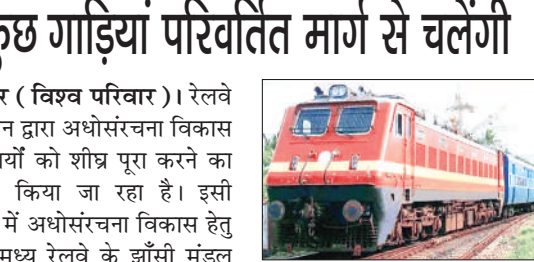 कुछ गाड़ियां परिवर्तित मार्ग से चलेंगी
र ( विश्व परिवार )। रेलवे
न द्वारा अधोसंरचना विकास
र्यों को शीघ्र पूरा करने का
किया जा रहा है। इसी
में अधोसंरचना विकास हेतु
मध्य रेलवे के झाँसी मंडल